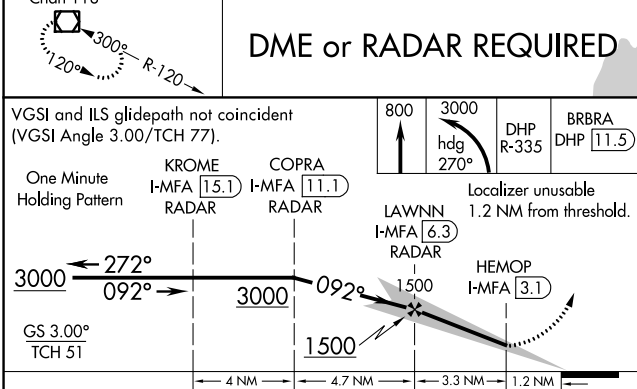 300°
R-120
120°
DME or RADAR REQUIRED
VGSI and ILS glidepath not coincident
(VGSI Angle 3.00/TCH 77).
800
3000
hdg
270°
DHP
R-335
BRBRA
DHP 11.5
One Minute
Holding Pattern
KROME
I-MFA 15.1
RADAR
COPRA
I-MFA 11.1
RADAR
Localizer unusable
1.2 NM from threshold.
LAWNN
I-MFA 6.3
RADAR
HEMOP
I-MFA 3.1
272°
3000
092°
3000
092°
1500
1500
GS 3.00°
TCH 51
4 NM
4.7 NM
3.3 NM
1.2 NM